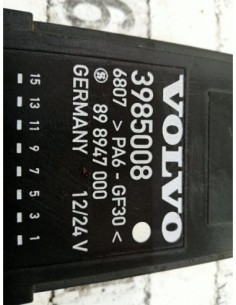 VOLVO
3985008
6807 > PA6 - GF30 <
89 8947 000
GERMANY 12/24 V
15 13 11 9 7 5 3 1